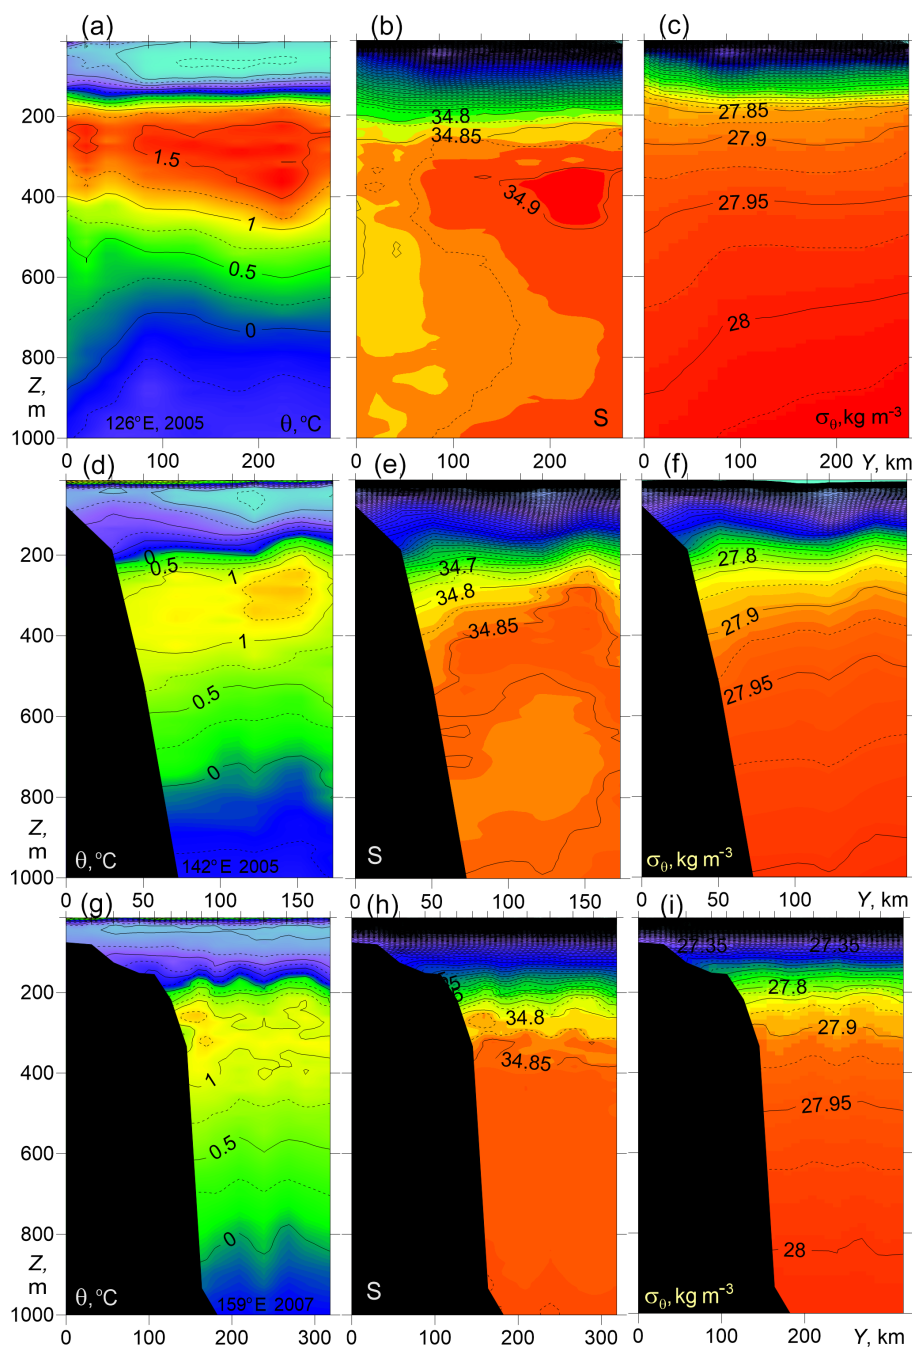 (a)
(b)
(c)
200
400
600
800
Z,
m
1000
1.5
1
0.5
0
126°E, 2005
θ,°C
34.8
34.85
34.9
S
27.85
27.9
27.95
28
σθ,kg m-3
0 100 200
0 100 200
0 100 200 Y, km
(d)
(e)
(f)
200
400
600
800
Z,
m
1000
0
0.5
1
1
0.5
0
θ,°C
142°E 2005
34.7
34.8
34.85
S
27.8
27.9
27.95
σθ,kg m-3
0 50 100 150
0 50 100 150
0 100 Y, km
(g)
(h)
(i)
200
400
600
800
Z,
m
1000
1
0.5
0
θ,°C
159°E 2007
34.8
34.85
S
27.35 27.35
27.8
27.9
27.95
28
σθ,kg m-3
0 100 200 300
0 100 200 300
0 100 200 Y, km